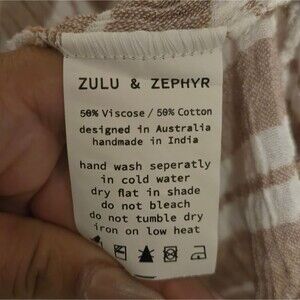 ZULU & ZEPHYR
50% Viscose / 50% Cotton
designed in Australia
handmade in India
hand wash seperatly
in cold water
dry flat in shade
do not bleach
do not tumble dry
iron on low heat